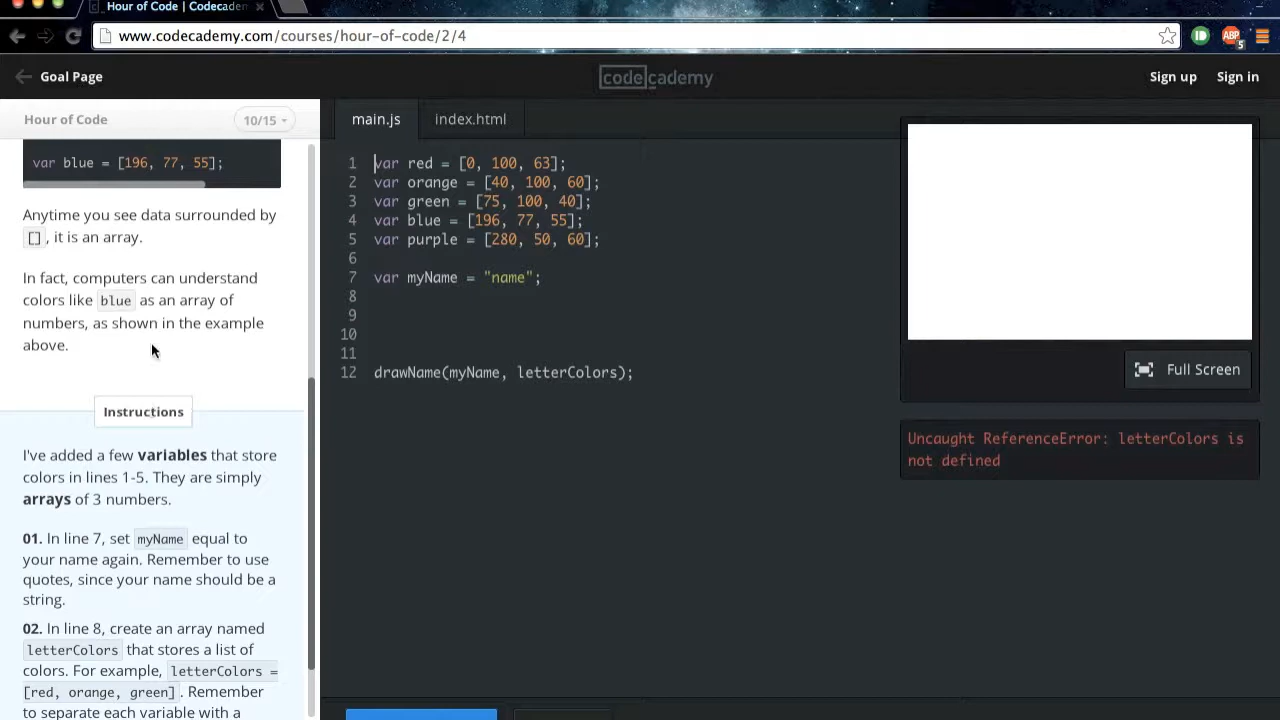 Hour of Code | Codecadem
www.codecademy.com/courses/hour-of-code/2/4
ABP
5
Goal Page
codecademy
Sign up
Sign in
Hour of Code
10/15
main.js
index.html
var blue = [196, 77, 55];
Anytime you see data surrounded by
[] , it is an array.
In fact, computers can understand
colors like blue as an array of
numbers, as shown in the example
above.
Instructions
I've added a few variables that store
colors in lines 1-5. They are simply
arrays of 3 numbers.
01. In line 7, set myName equal to
your name again. Remember to use
quotes, since your name should be a
string.
02. In line 8, create an array named
letterColors that stores a list of
colors. For example, letterColors =
[red, orange, green] . Remember
to separate each variable with a
1 var red = [0, 100, 63];
2 var orange = [40, 100, 60];
3 var green = [75, 100, 40];
4 var blue = [196, 77, 55];
5 var purple = [280, 50, 60];
6
7 var myName = "name";
8
9
10
11
12 drawName(myName, letterColors);
Full Screen
Uncaught ReferenceError: letterColors is
not defined